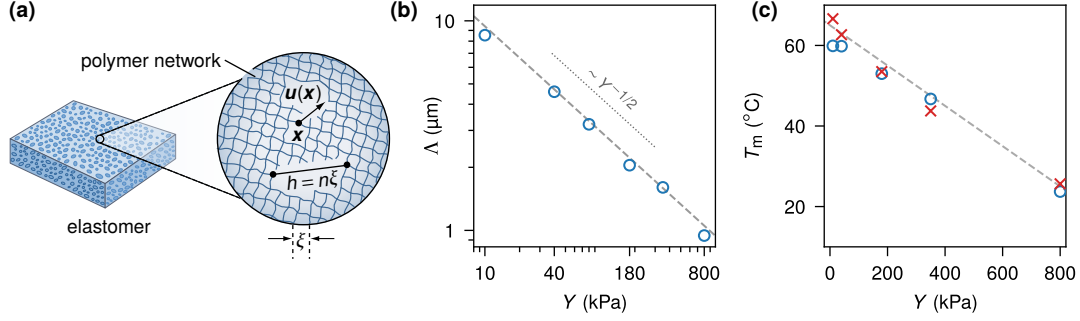 (a)
polymer network
u(x)
x
h = nξ
elastomer
ξ
(b)
Λ (μm)
10
1
~ Y⁻¹/²
10
40
180
800
Y (kPa)
(c)
Tₘ (°C)
60
40
20
0
200
400
600
800
Y (kPa)